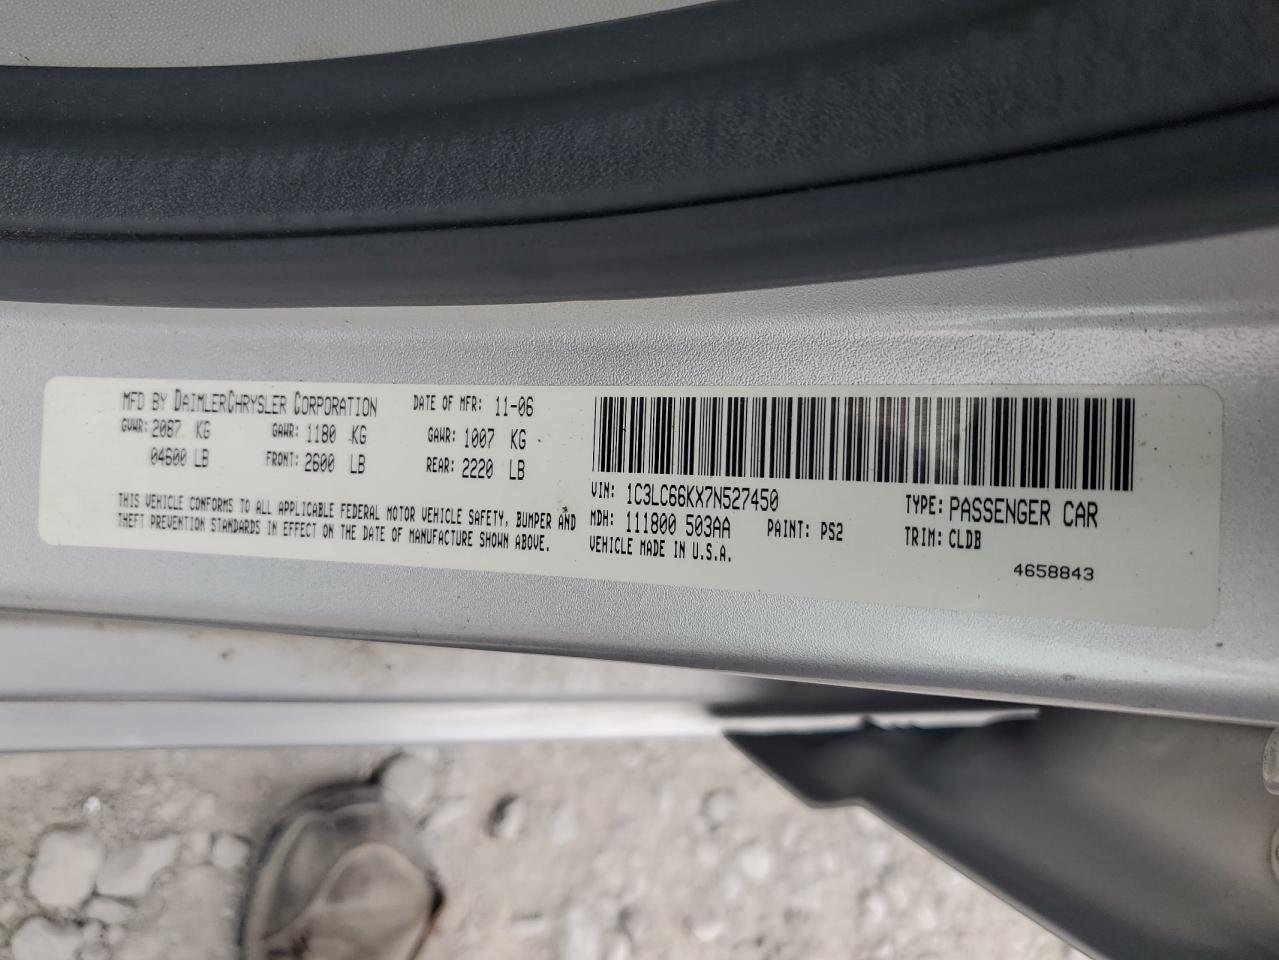 MFD BY DAIMLERCHRYSLER CORPORATION DATE OF MFR: 11-06
GVWR: 2087 KG GAWR: 1180 KG GAWR: 1007 KG
04600 LB FRONT: 2600 LB REAR: 2220 LB
THIS VEHICLE CONFORMS TO ALL APPLICABLE FEDERAL MOTOR VEHICLE SAFETY, BUMPER AND
THEFT PREVENTION STANDARDS IN EFFECT ON THE DATE OF MANUFACTURE SHOWN ABOVE.
VIN: 1C3LC66KX7N527450 TYPE: PASSENGER CAR
MDH: 111800 503AA PAINT: PS2 TRIM: CLDB
VEHICLE MADE IN U.S.A.
4658843